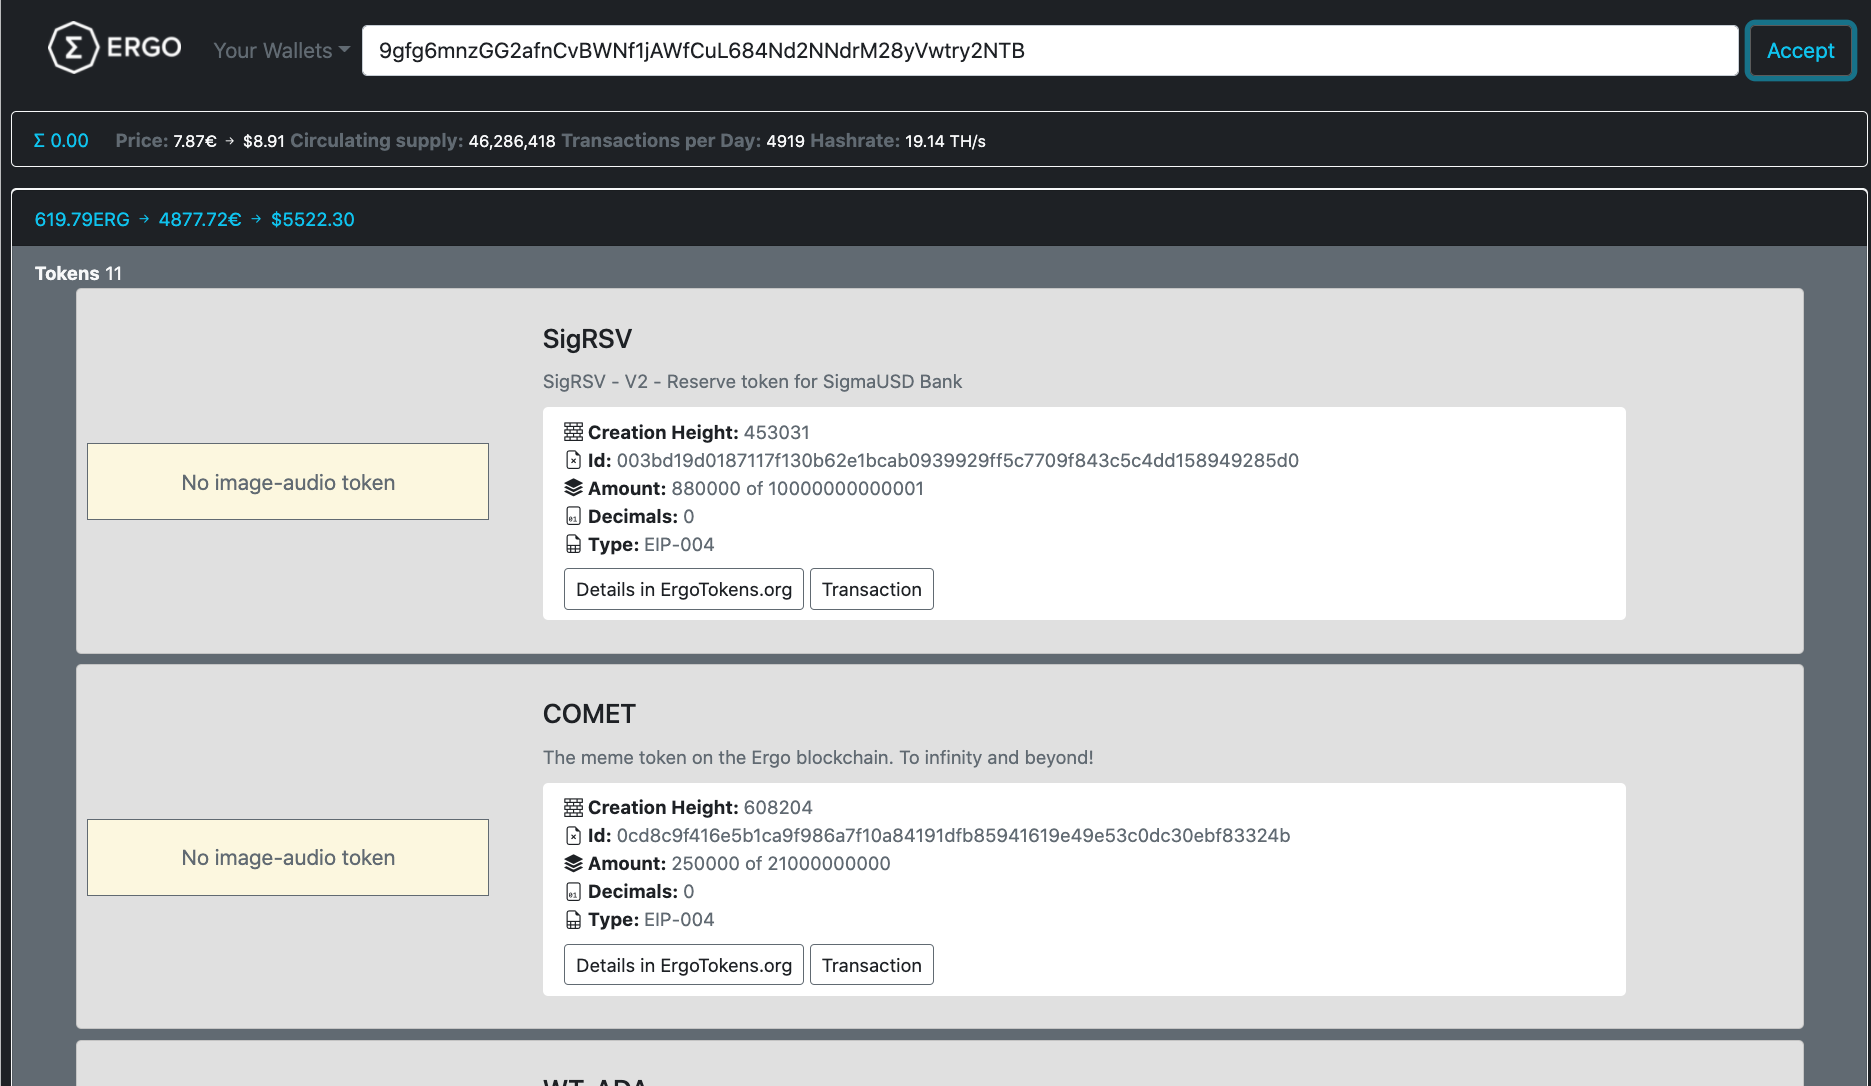 Σ ERGO Your Wallets 9gfg6mnzGG2afnCvBWNf1jAWfCuL684Nd2NNdrM28yVwtry2NTB Accept
Σ 0.00 Price: 7.87€ → $8.91 Circulating supply: 46,286,418 Transactions per Day: 4919 Hashrate: 19.14 TH/s
619.79ERG → 4877.72€ → $5522.30
Tokens 11
SigRSV
SigRSV - V2 - Reserve token for SigmaUSD Bank
No image-audio token
Creation Height: 453031
Id: 003bd19d0187117f130b62e1bcab0939929ff5c7709f843c5c4dd158949285d0
Amount: 880000 of 10000000000001
Decimals: 0
Type: EIP-004
Details in ErgoTokens.org Transaction
COMET
The meme token on the Ergo blockchain. To infinity and beyond!
No image-audio token
Creation Height: 608204
Id: 0cd8c9f416e5b1ca9f986a7f10a84191dfb85941619e49e53c0dc30ebf83324b
Amount: 250000 of 21000000000
Decimals: 0
Type: EIP-004
Details in ErgoTokens.org Transaction